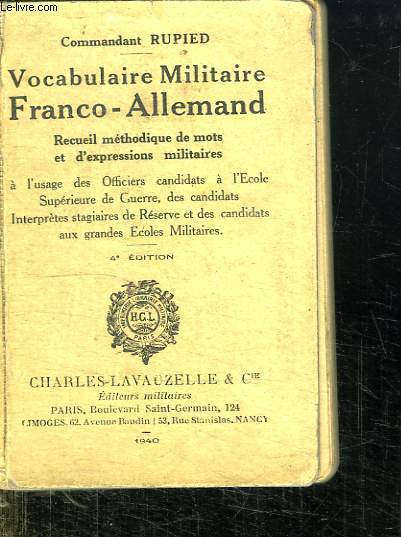 Le-livre.com
Commandant RUPIED
Vocabulaire Militaire
Franco-Allemand
Recueil méthodique de mots
et d'expressions militaires
à l'usage des Officiers candidats à l'Ecole
Supérieure de Guerre, des candidats
Interprètes stagiaires de Réserve et des candidats
aux grandes Ecoles Militaires.
4e ÉDITION
H.C.L.
PARIS
CHARLES-LAVAUZELLE & CIE
Éditeurs militaires
PARIS, Boulevard Saint-Germain, 124
LIMOGES, 62, Avenue Baudin | 53, Rue Stanislas, NANCY
1940